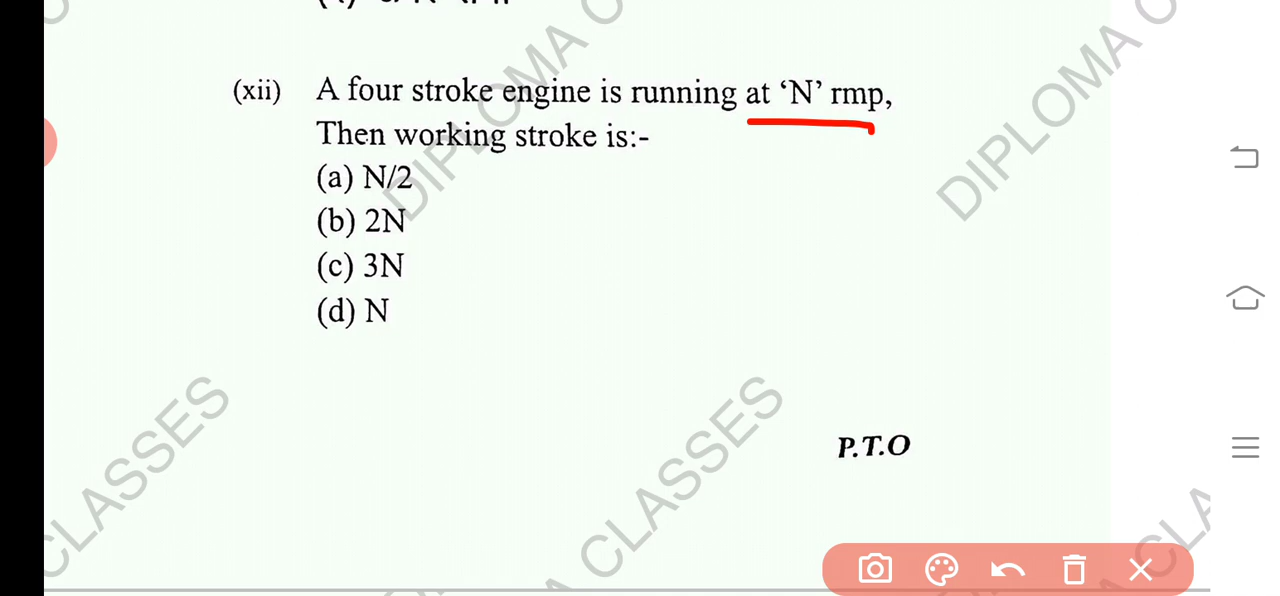 (xii) A four stroke engine is running at ‘N’ rmp,
Then working stroke is:-
(a) N/2
(b) 2N
(c) 3N
(d) N
P.T.O
DIPLOMA C
DIPLOMA C
CLASSES
CLASSES